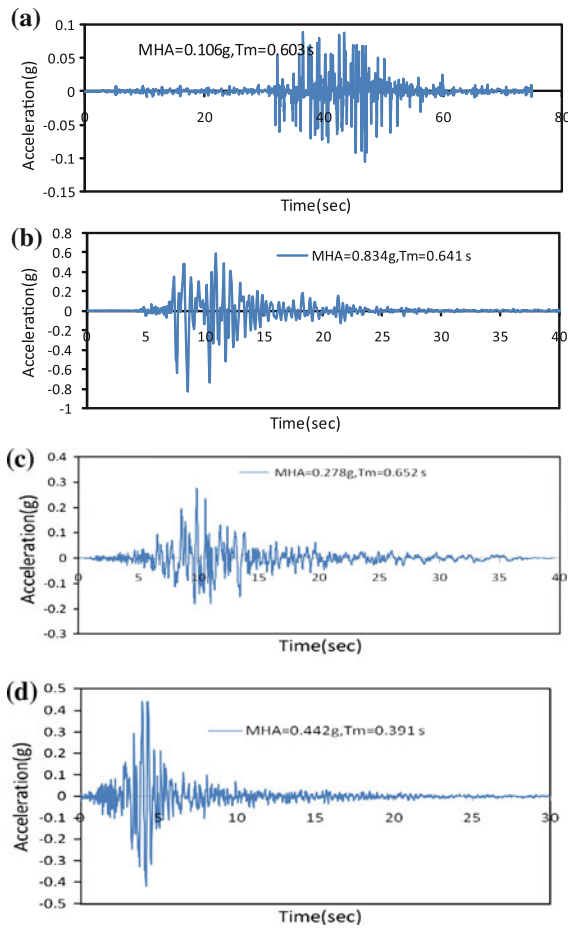 (a)
MHA=0.106g,Tm=0.603s
Acceleration(g)
0.1
0.05
0
-0.05
-0.1
-0.15
0 20 40 60 80
Time(sec)
(b)
MHA=0.834g,Tm=0.641 s
Acceleration(g)
0.8
0.6
0.4
0.2
0
-0.2
-0.4
-0.6
-0.8
-1
0 5 10 15 20 25 30 35 40
Time(sec)
(c)
MHA=0.278g,Tm=0.652 s
Acceleration(g)
0.4
0.3
0.2
0.1
0
-0.1
-0.2
-0.3
0 5 10 15 20 25 30 35 40
Time(sec)
(d)
MHA=0.442g,Tm=0.391 s
Acceleration(g)
0.5
0.4
0.3
0.2
0.1
0
-0.1
-0.2
-0.3
-0.4
-0.5
0 5 10 15 20 25 30
Time(sec)